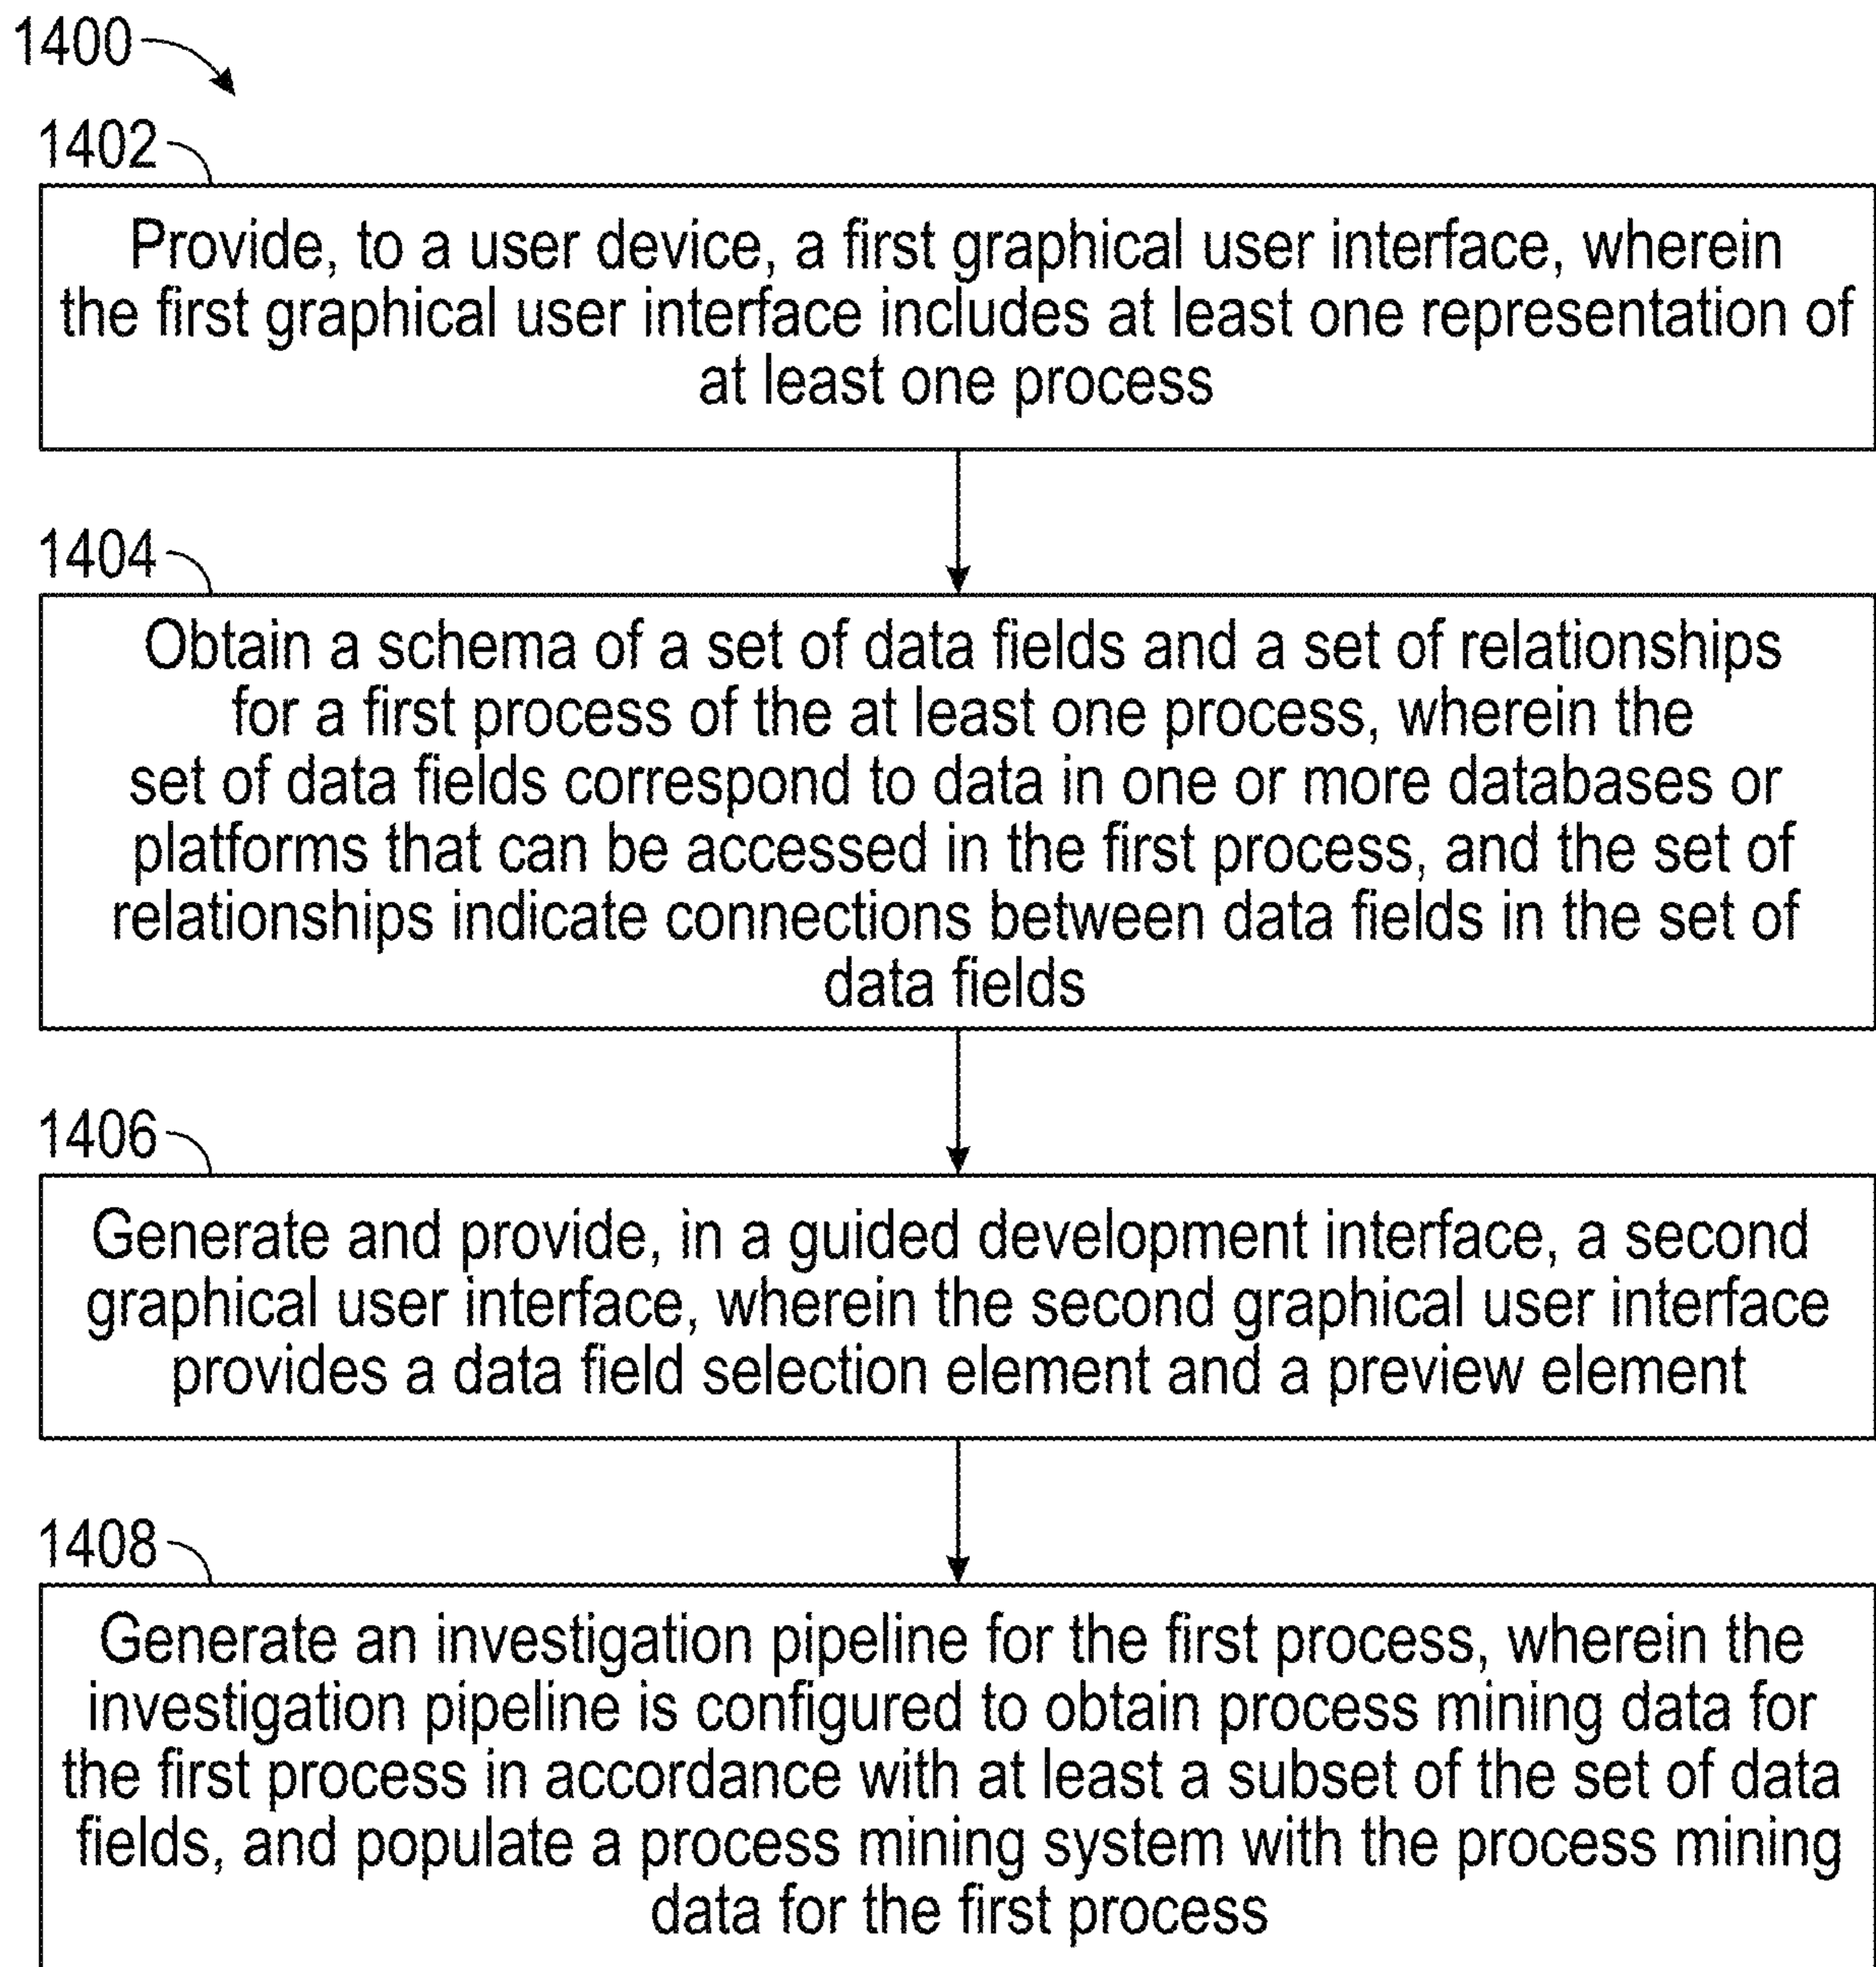 1400
1402
Provide, to a user device, a first graphical user interface, wherein
the first graphical user interface includes at least one representation of
at least one process
1404
Obtain a schema of a set of data fields and a set of relationships
for a first process of the at least one process, wherein the
set of data fields correspond to data in one or more databases or
platforms that can be accessed in the first process, and the set of
relationships indicate connections between data fields in the set of
data fields
1406
Generate and provide, in a guided development interface, a second
graphical user interface, wherein the second graphical user interface
provides a data field selection element and a preview element
1408
Generate an investigation pipeline for the first process, wherein the
investigation pipeline is configured to obtain process mining data for
the first process in accordance with at least a subset of the set of data
fields, and populate a process mining system with the process mining
data for the first process